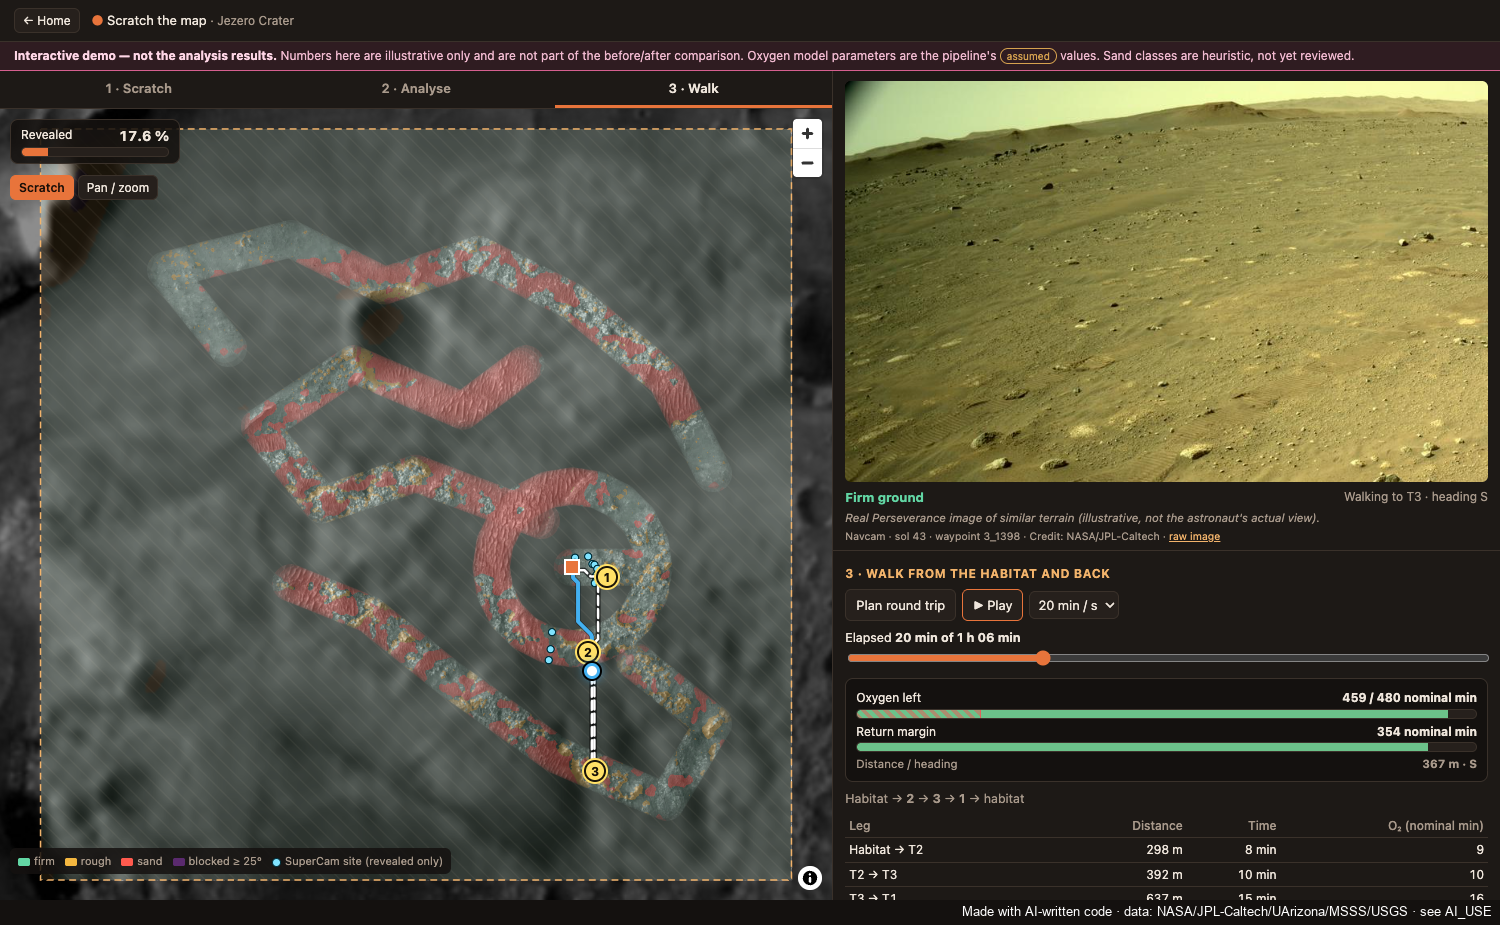 ← Home
Scratch the map · Jezero Crater
Interactive demo — not the analysis results. Numbers here are illustrative only and are not part of the before/after comparison. Oxygen model parameters are the pipeline's assumed values. Sand classes are heuristic, not yet reviewed.
1 · Scratch
2 · Analyse
3 · Walk
Revealed 17.6 %
Scratch
Pan / zoom
+
−
1
2
3
firm
rough
sand
blocked ≥ 25°
SuperCam site (revealed only)
Firm ground
Walking to T3 · heading S
Real Perseverance image of similar terrain (illustrative, not the astronaut's actual view).
Navcam · sol 43 · waypoint 3_1398 · Credit: NASA/JPL-Caltech · raw image
3 · WALK FROM THE HABITAT AND BACK
Plan round trip
▶ Play
20 min / s
Elapsed 20 min of 1 h 06 min
Oxygen left 459 / 480 nominal min
Return margin 354 nominal min
Distance / heading 367 m · S
Habitat → 2 → 3 → 1 → habitat
Leg Distance Time O₂ (nominal min)
Habitat → T2 298 m 8 min 9
T2 → T3 392 m 10 min 10
T3 → T1 637 m 15 min 16
Made with AI-written code · data: NASA/JPL-Caltech/UArizona/MSSS/USGS · see AI_USE